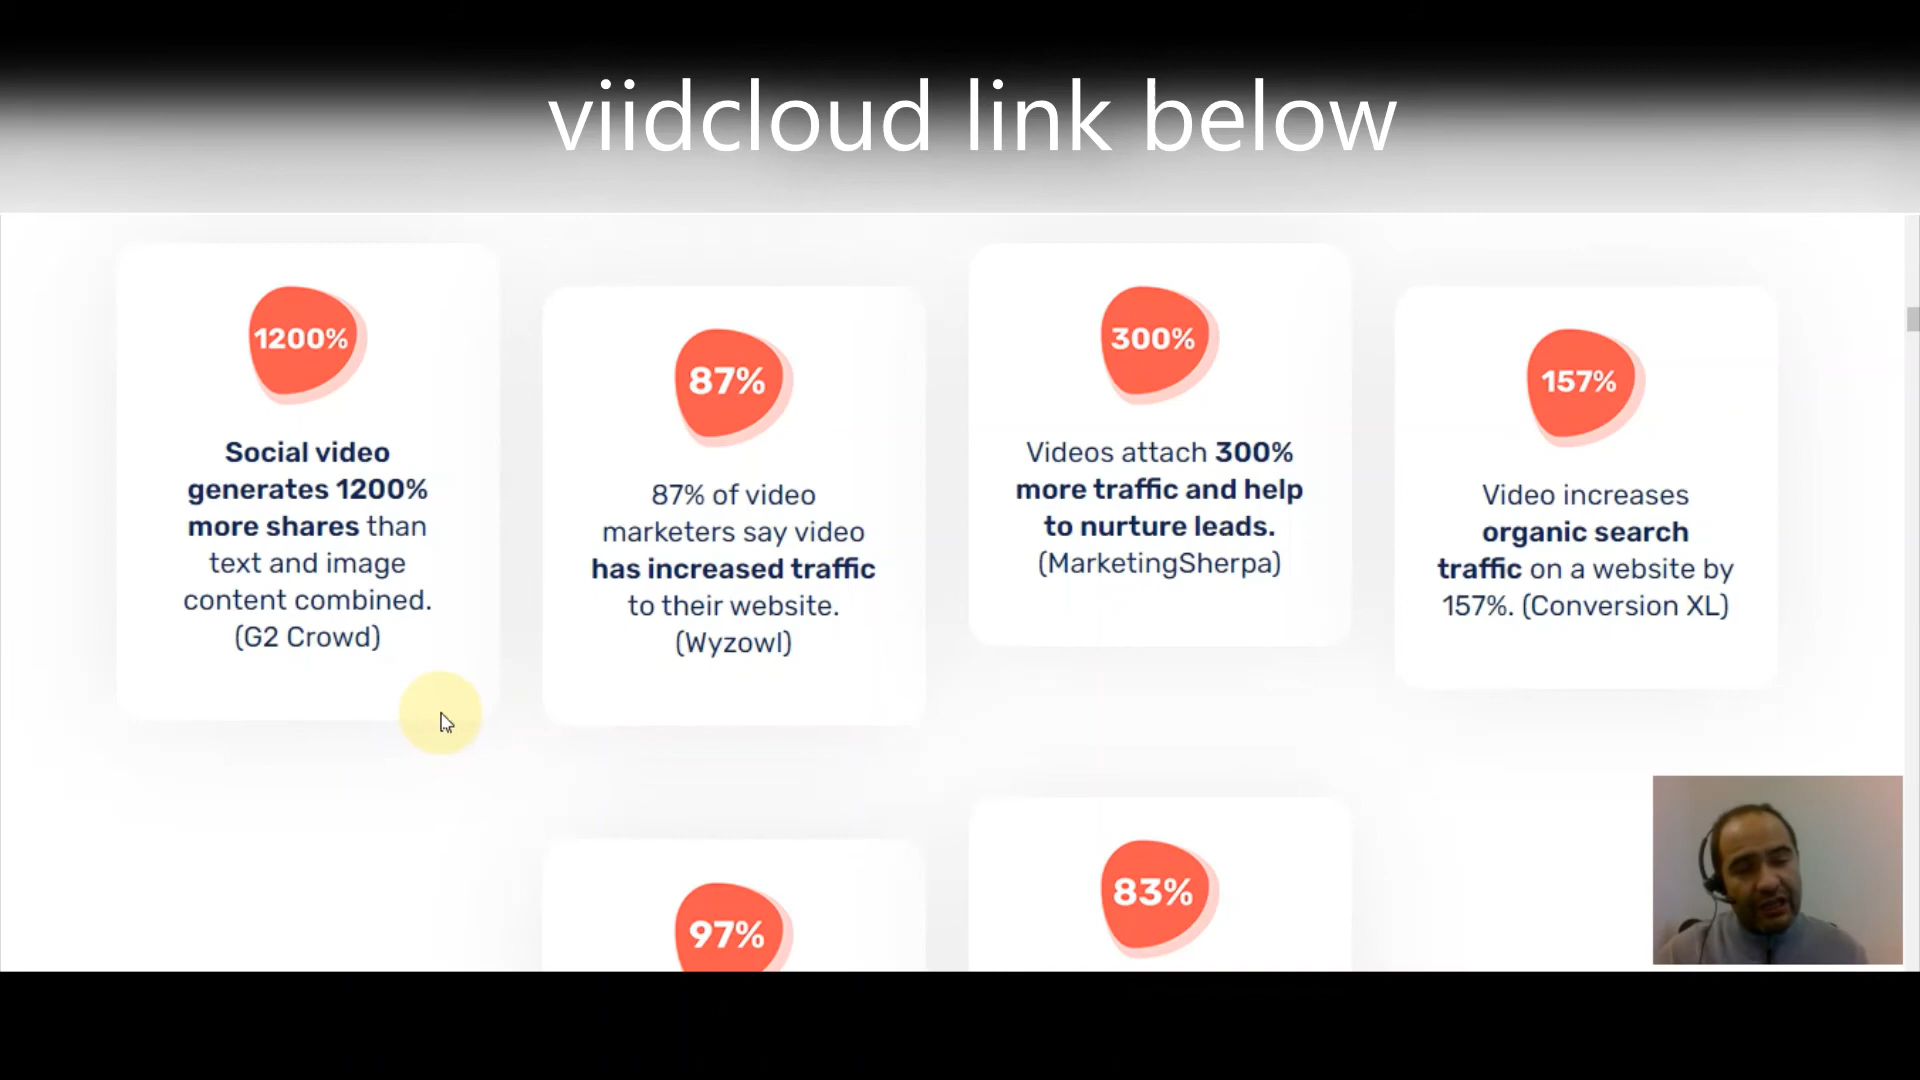 viidcloud link below
1200%
Social video
generates 1200%
more shares than
text and image
content combined.
(G2 Crowd)
87%
87% of video
marketers say video
has increased traffic
to their website.
(Wyzowl)
300%
Videos attach 300%
more traffic and help
to nurture leads.
(MarketingSherpa)
157%
Video increases
organic search
traffic on a website by
157%. (Conversion XL)
97%
83%